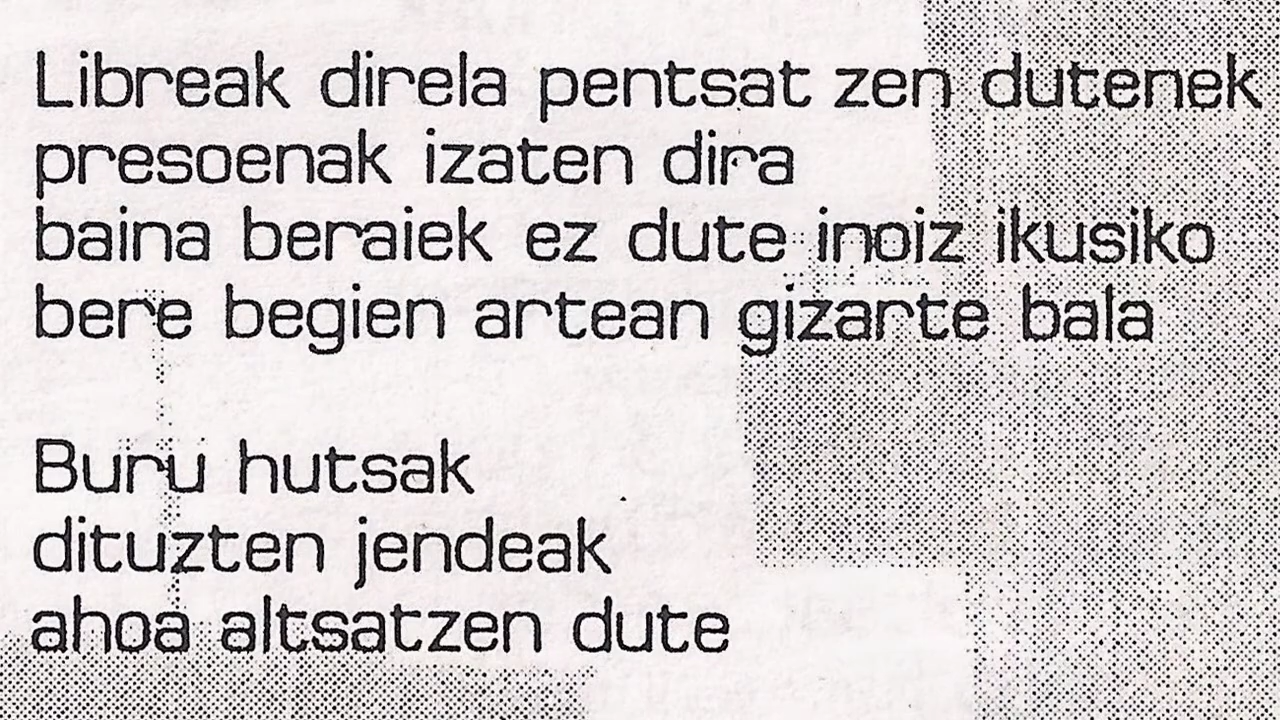 Libreak direla pentsat zen dutenek
presoenak izaten dira
baina beraiek ez dute inoiz ikusiko
bere begien artean gizarte bala
Buru hutsak
dituzten jendeak
ahoa altsatzen dute